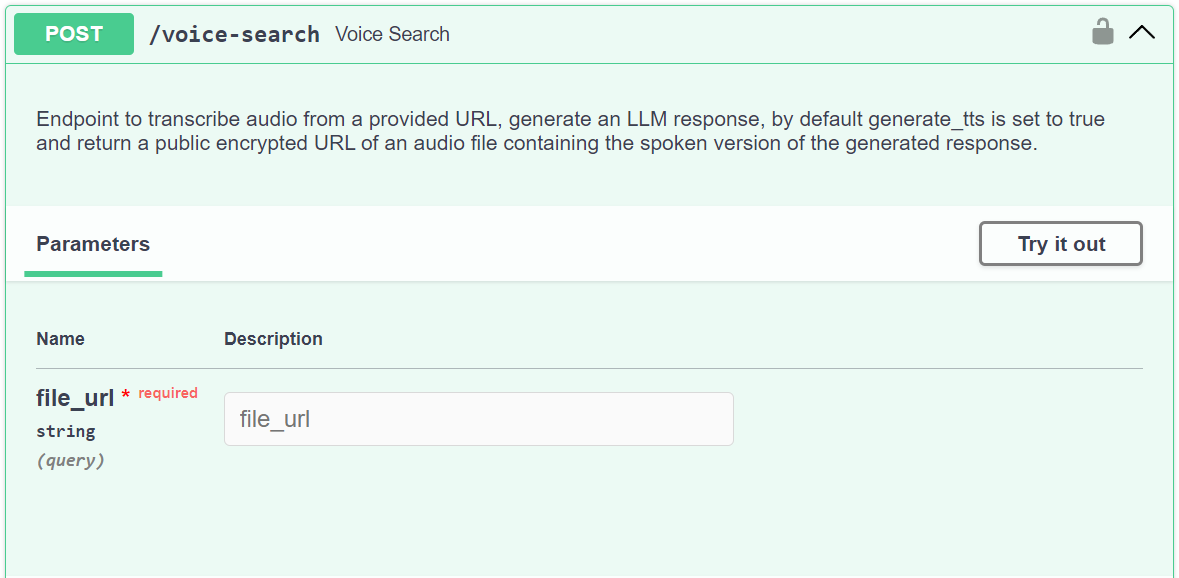 POST /voice-search Voice Search
Endpoint to transcribe audio from a provided URL, generate an LLM response, by default generate_tts is set to true
and return a public encrypted URL of an audio file containing the spoken version of the generated response.
Parameters Try it out
Name Description
file_url * required
file_url
string
(query)